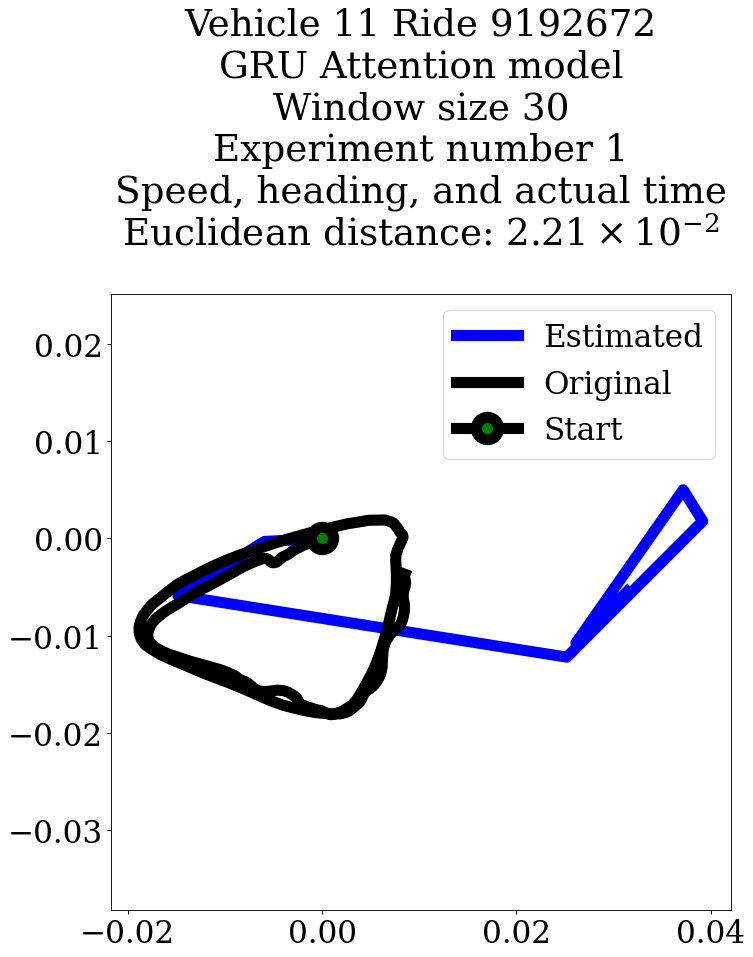 Vehicle 11 Ride 9192672
GRU Attention model
Window size 30
Experiment number 1
Speed, heading, and actual time
Euclidean distance: 2.21 × 10⁻²
Estimated
Original
Start
0.02
0.01
0.00
−0.01
−0.02
−0.03
−0.02 0.00 0.02 0.04